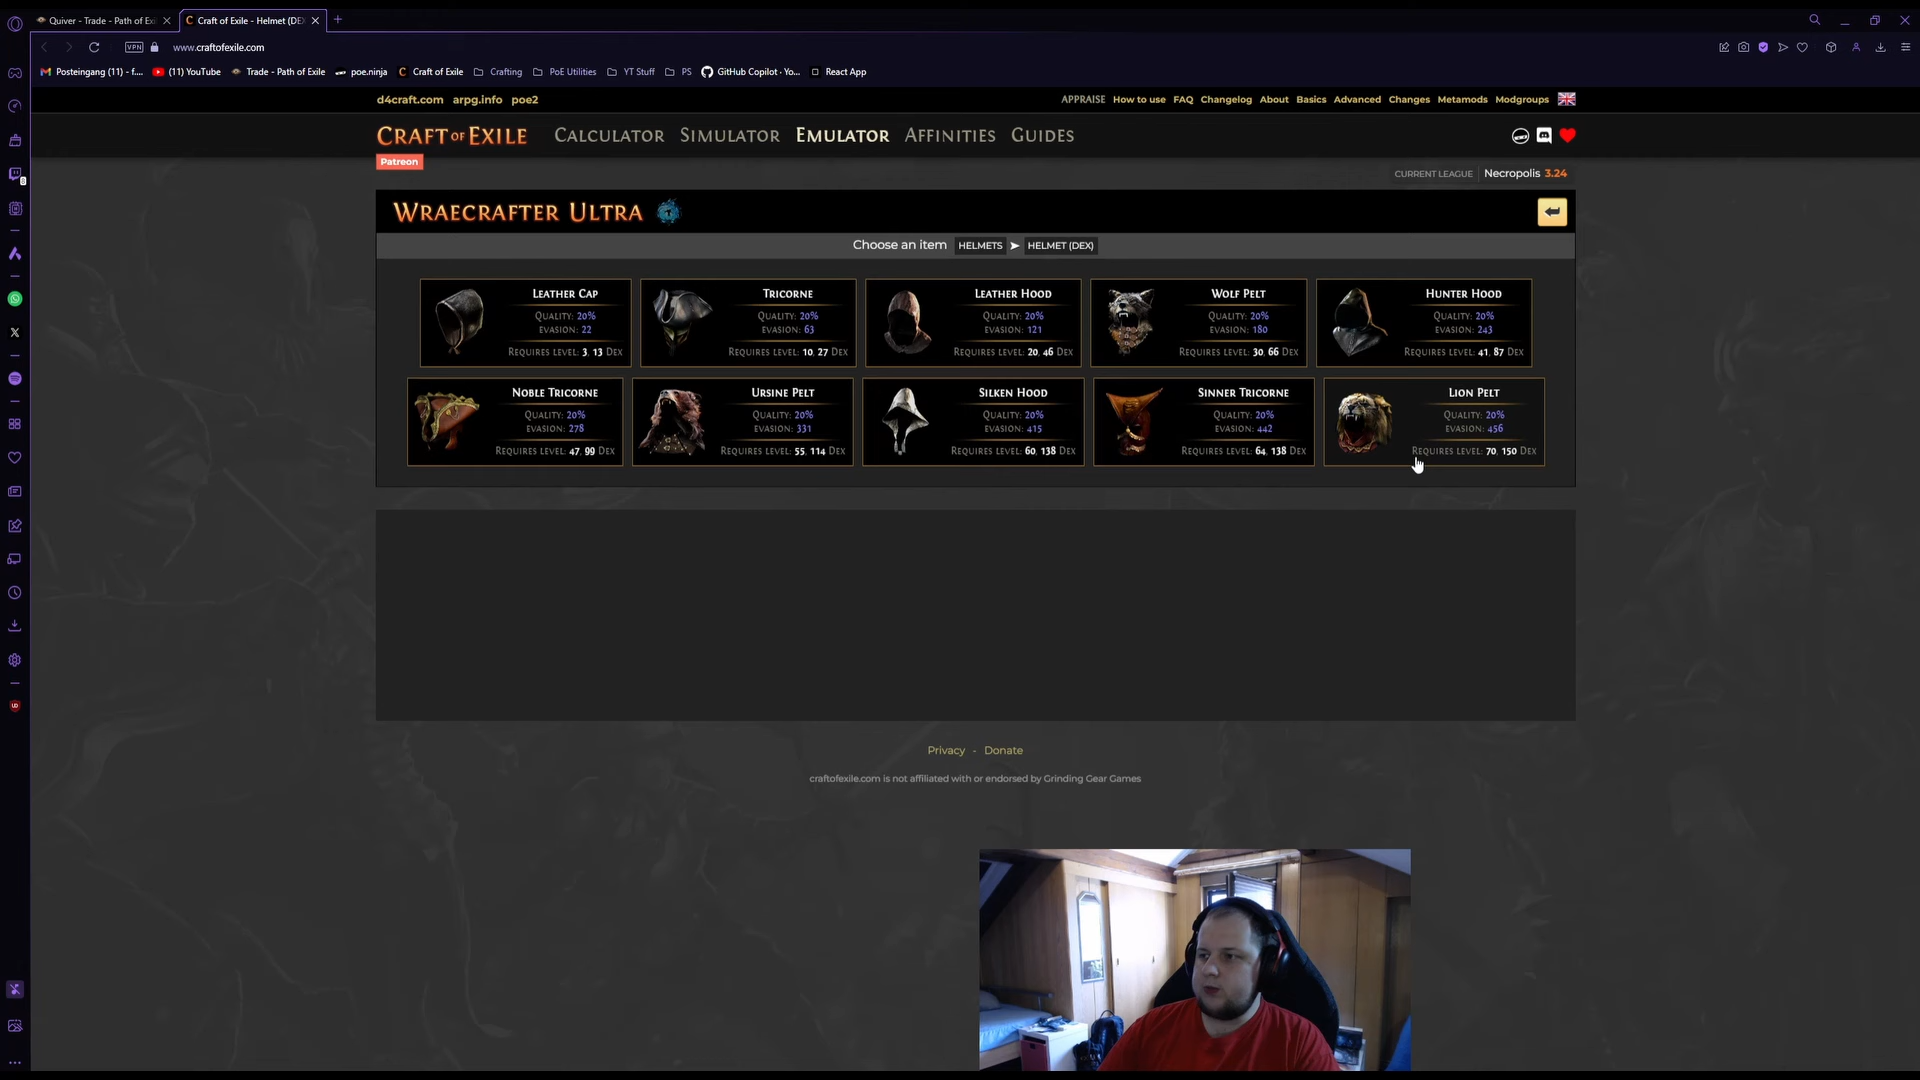 Quiver - Trade - Path of Ex
Craft of Exile - Helmet (DEX
VPN
www.craftofexile.com
Posteingang (11) - f....
(11) YouTube
Trade - Path of Exile
poe.ninja
Craft of Exile
Crafting
PoE Utilities
YT Stuff
PS
GitHub Copilot · Yo...
React App
d4craft.com arpg.info poe2
APPRAISE How to use FAQ Changelog About Basics Advanced Changes Metamods Modgroups
CRAFT OF EXILE CALCULATOR SIMULATOR EMULATOR AFFINITIES GUIDES
Patreon
CURRENT LEAGUE Necropolis 3.24
WRAECRAFTER ULTRA
Choose an item HELMETS HELMET (DEX)
LEATHER CAP
QUALITY: 20%
EVASION: 22
REQUIRES LEVEL: 3, 13 DEX
TRICORNE
QUALITY: 20%
EVASION: 63
REQUIRES LEVEL: 10, 27 DEX
LEATHER HOOD
QUALITY: 20%
EVASION: 121
REQUIRES LEVEL: 20, 46 DEX
WOLF PELT
QUALITY: 20%
EVASION: 180
REQUIRES LEVEL: 30, 66 DEX
HUNTER HOOD
QUALITY: 20%
EVASION: 243
REQUIRES LEVEL: 41, 87 DEX
NOBLE TRICORNE
QUALITY: 20%
EVASION: 278
REQUIRES LEVEL: 47, 99 DEX
URSINE PELT
QUALITY: 20%
EVASION: 331
REQUIRES LEVEL: 55, 114 DEX
SILKEN HOOD
QUALITY: 20%
EVASION: 415
REQUIRES LEVEL: 60, 138 DEX
SINNER TRICORNE
QUALITY: 20%
EVASION: 442
REQUIRES LEVEL: 64, 138 DEX
LION PELT
QUALITY: 20%
EVASION: 456
REQUIRES LEVEL: 70, 150 DEX
Privacy - Donate
craftofexile.com is not affiliated with or endorsed by Grinding Gear Games